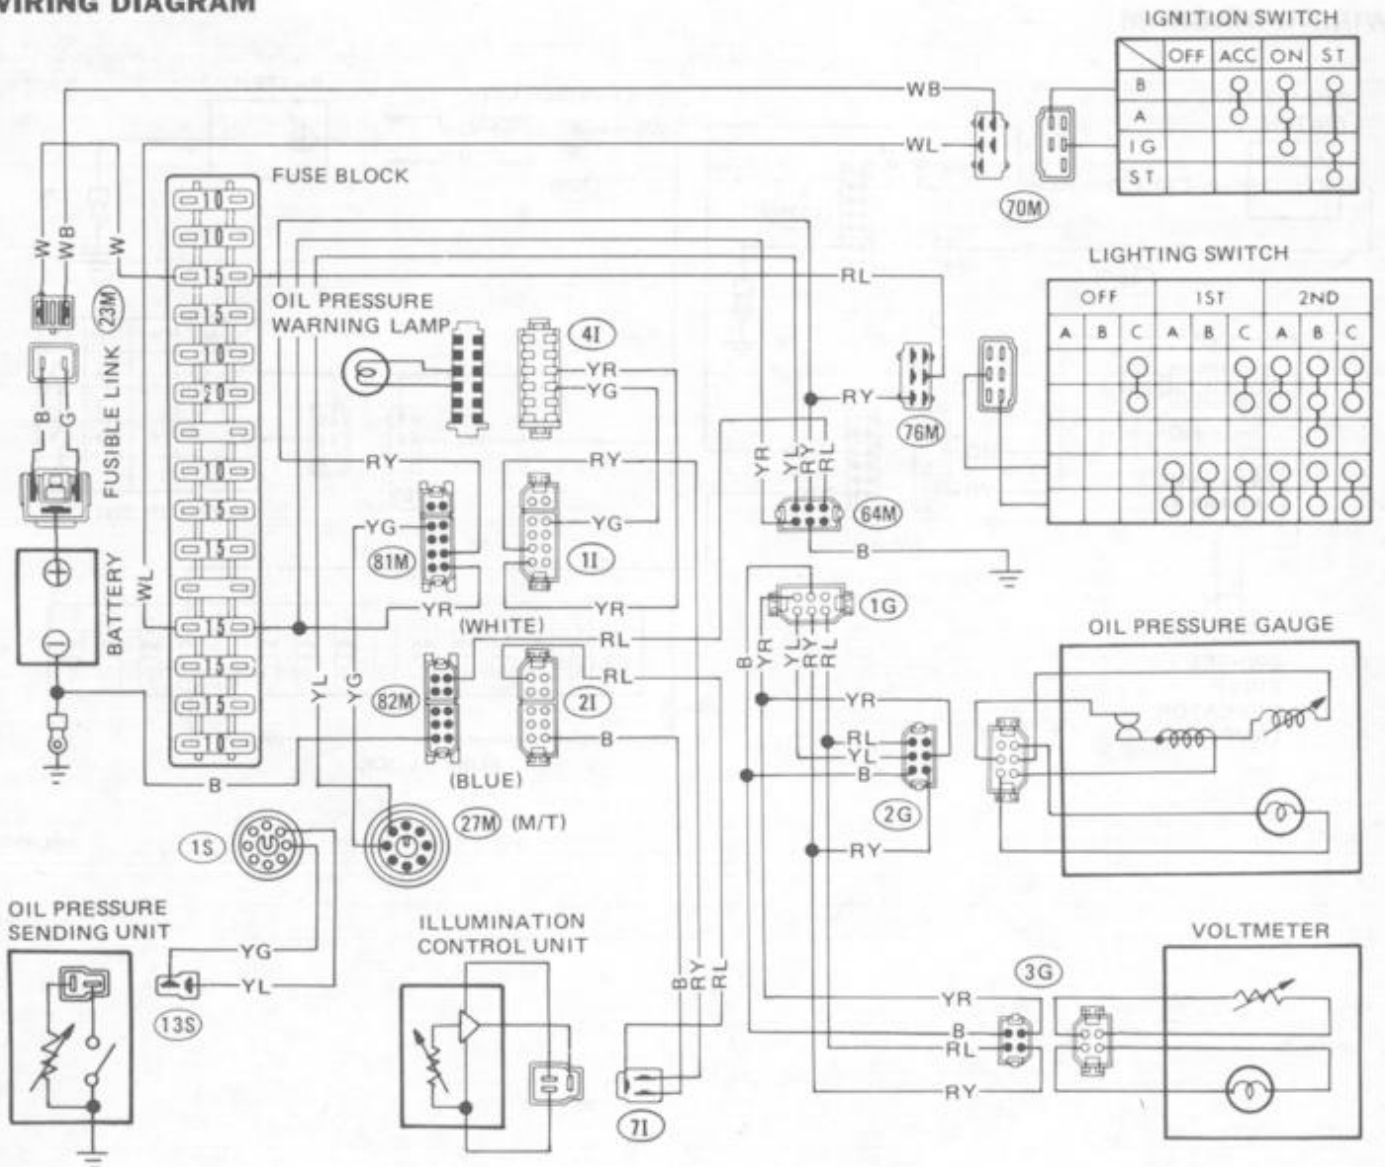 WIRING DIAGRAM
IGNITION SWITCH
OFF ACC ON ST
B
A
IG
ST
WB
WL
70M
FUSE BLOCK
10
10
15
15
10
20
10
15
15
15
15
15
10
W
WB
W
23M
FUSIBLE LINK
B
G
BATTERY
WL
OIL PRESSURE
WARNING LAMP
4I
YR
YG
RL
LIGHTING SWITCH
OFF 1ST 2ND
A B C A B C A B C
RY
76M
RY
RY
YG
81M
YG
1I
YR
YR
(WHITE)
YR
YL
RY
RL
64M
B
1G
RL
82M
RL
2I
B
(BLUE)
YL
YG
B
B
YR
YL
RY
RL
YR
RL
YL
B
2G
RY
OIL PRESSURE GAUGE
1S
27M (M/T)
OIL PRESSURE
SENDING UNIT
YG
YL
13S
ILLUMINATION
CONTROL UNIT
B
RY
RL
7I
VOLTMETER
3G
YR
B
RL
RY